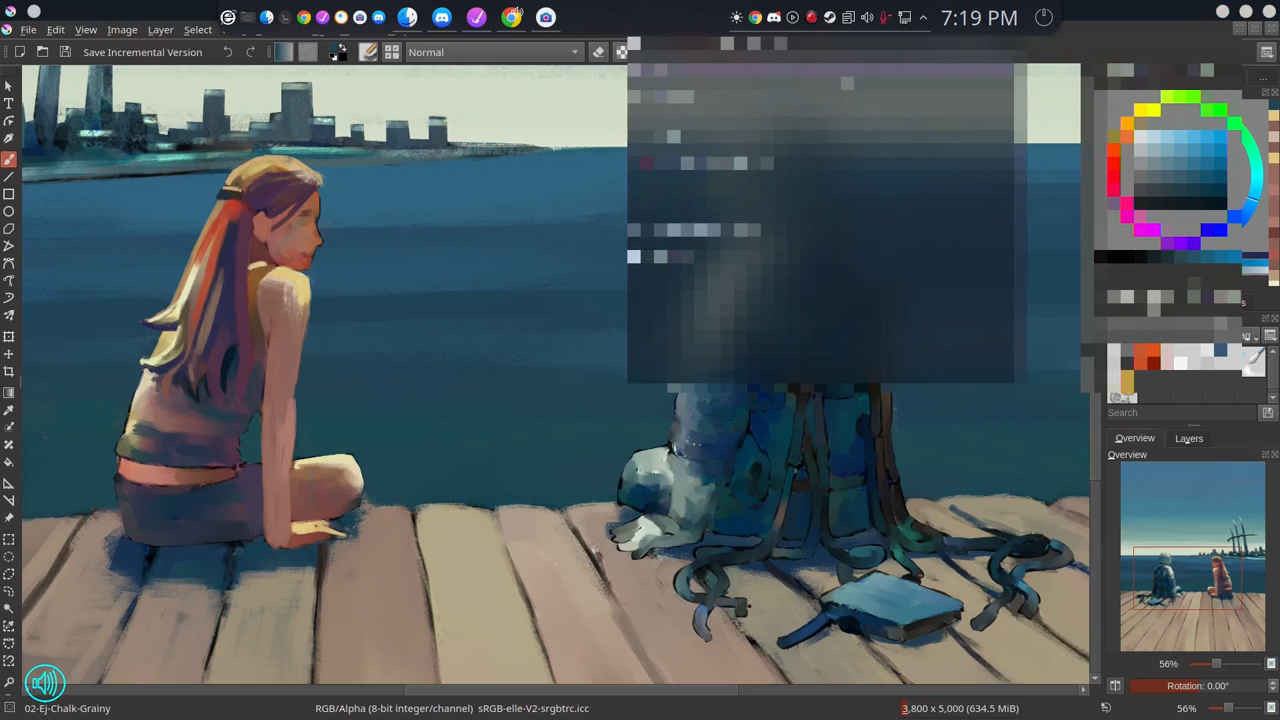 7:19 PM
File Edit View Image Layer Select
Save Incremental Version
Normal
...
Search
Overview Layers
Overview
56%
Rotation: 0.00°
02-Ej-Chalk-Grainy
RGB/Alpha (8-bit integer/channel) sRGB-elle-V2-srgbtrc.icc
3,800 x 5,000 (634.5 MiB)
56%